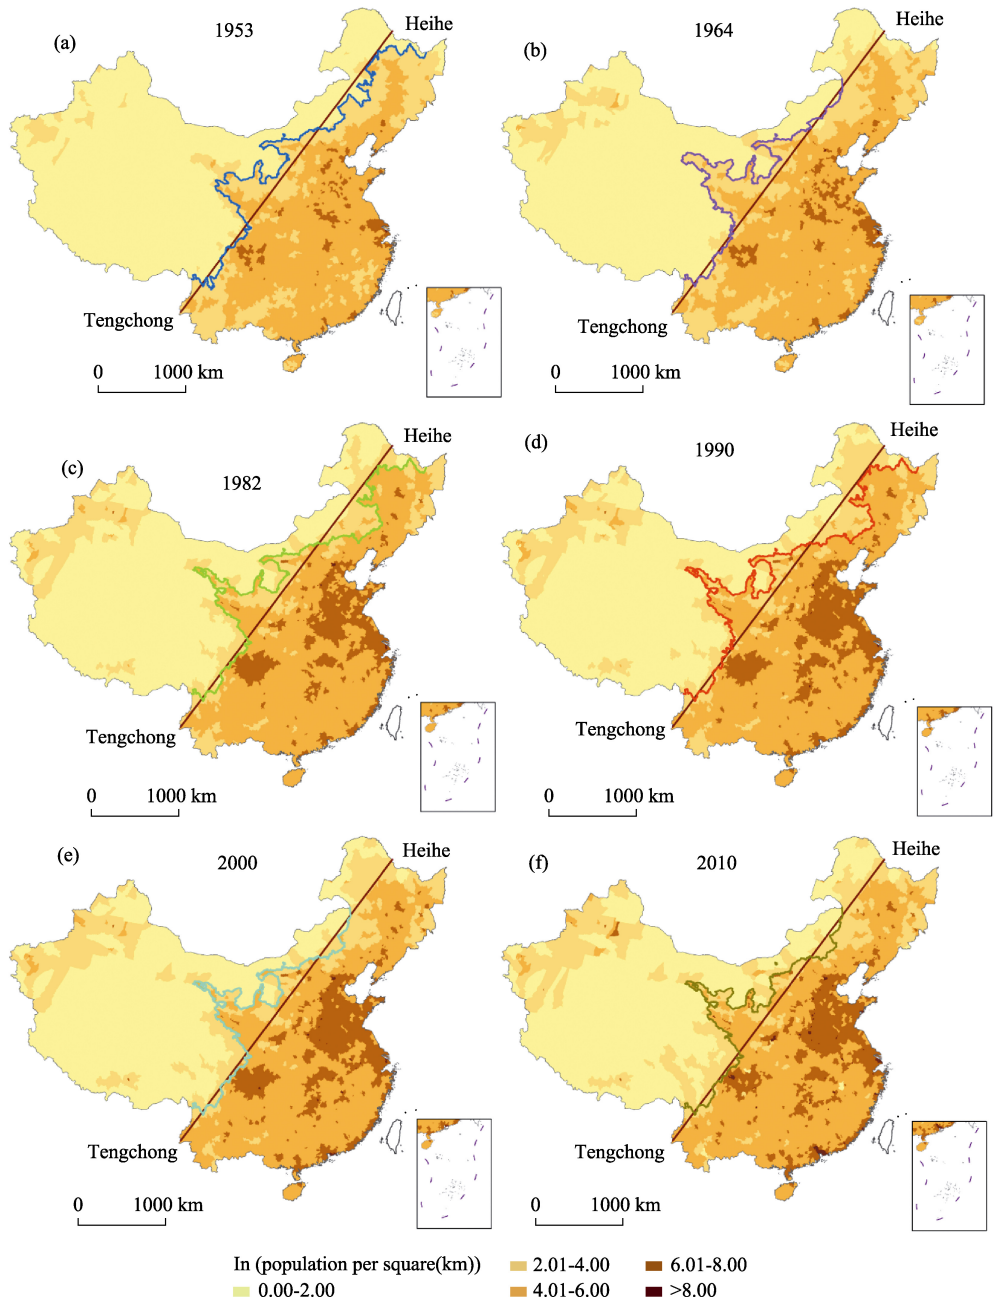 (a)
1953
Heihe
Tengchong
0 1000 km
(b)
1964
Heihe
Tengchong
0 1000 km
(c)
1982
Heihe
Tengchong
0 1000 km
(d)
1990
Heihe
Tengchong
0 1000 km
(e)
2000
Heihe
Tengchong
0 1000 km
(f)
2010
Heihe
Tengchong
0 1000 km
In (population per square(km))
0.00-2.00
2.01-4.00
4.01-6.00
6.01-8.00
>8.00